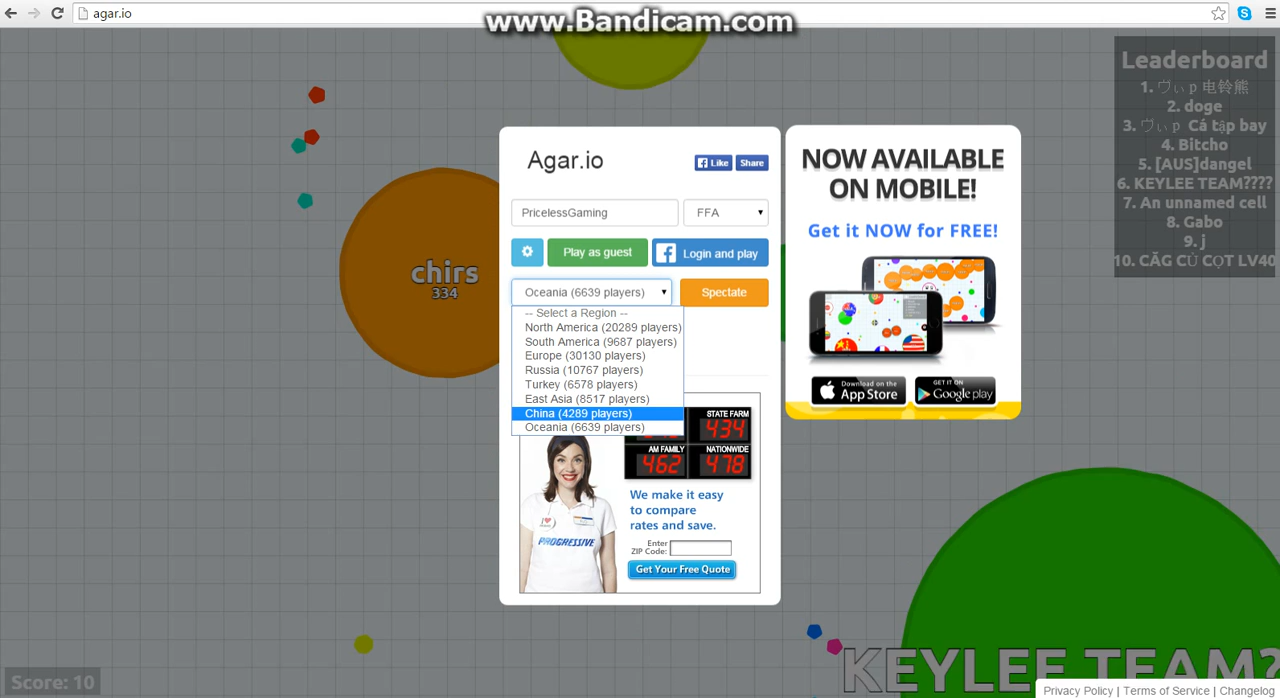 agar.io
www.Bandicam.com
Leaderboard
1. ヴぃp 电铃熊
2. doge
3. ヴぃp Cá tập bay
4. Bitcho
5. [AUS]dangel
6. KEYLEE TEAM????
7. An unnamed cell
8. Gabo
9. j
10. CĂG CỦ CỌT LV40
chirs
334
Agar.io
Like
Share
PricelessGaming
FFA
Play as guest
Login and play
Oceania (6639 players)
Spectate
-- Select a Region --
North America (20289 players)
South America (9687 players)
Europe (30130 players)
Russia (10767 players)
Turkey (6578 players)
East Asia (8517 players)
China (4289 players)
Oceania (6639 players)
STATE FARM
434
AM FAMILY
NATIONWIDE
462
478
We make it easy
to compare
rates and save.
Enter
ZIP Code:
Get Your Free Quote
PROGRESSIVE
NOW AVAILABLE
ON MOBILE!
Get it NOW for FREE!
Download on the
App Store
GET IT ON
Google play
KEYLEE TEAM?
Score: 10
Privacy Policy | Terms of Service | Changelog